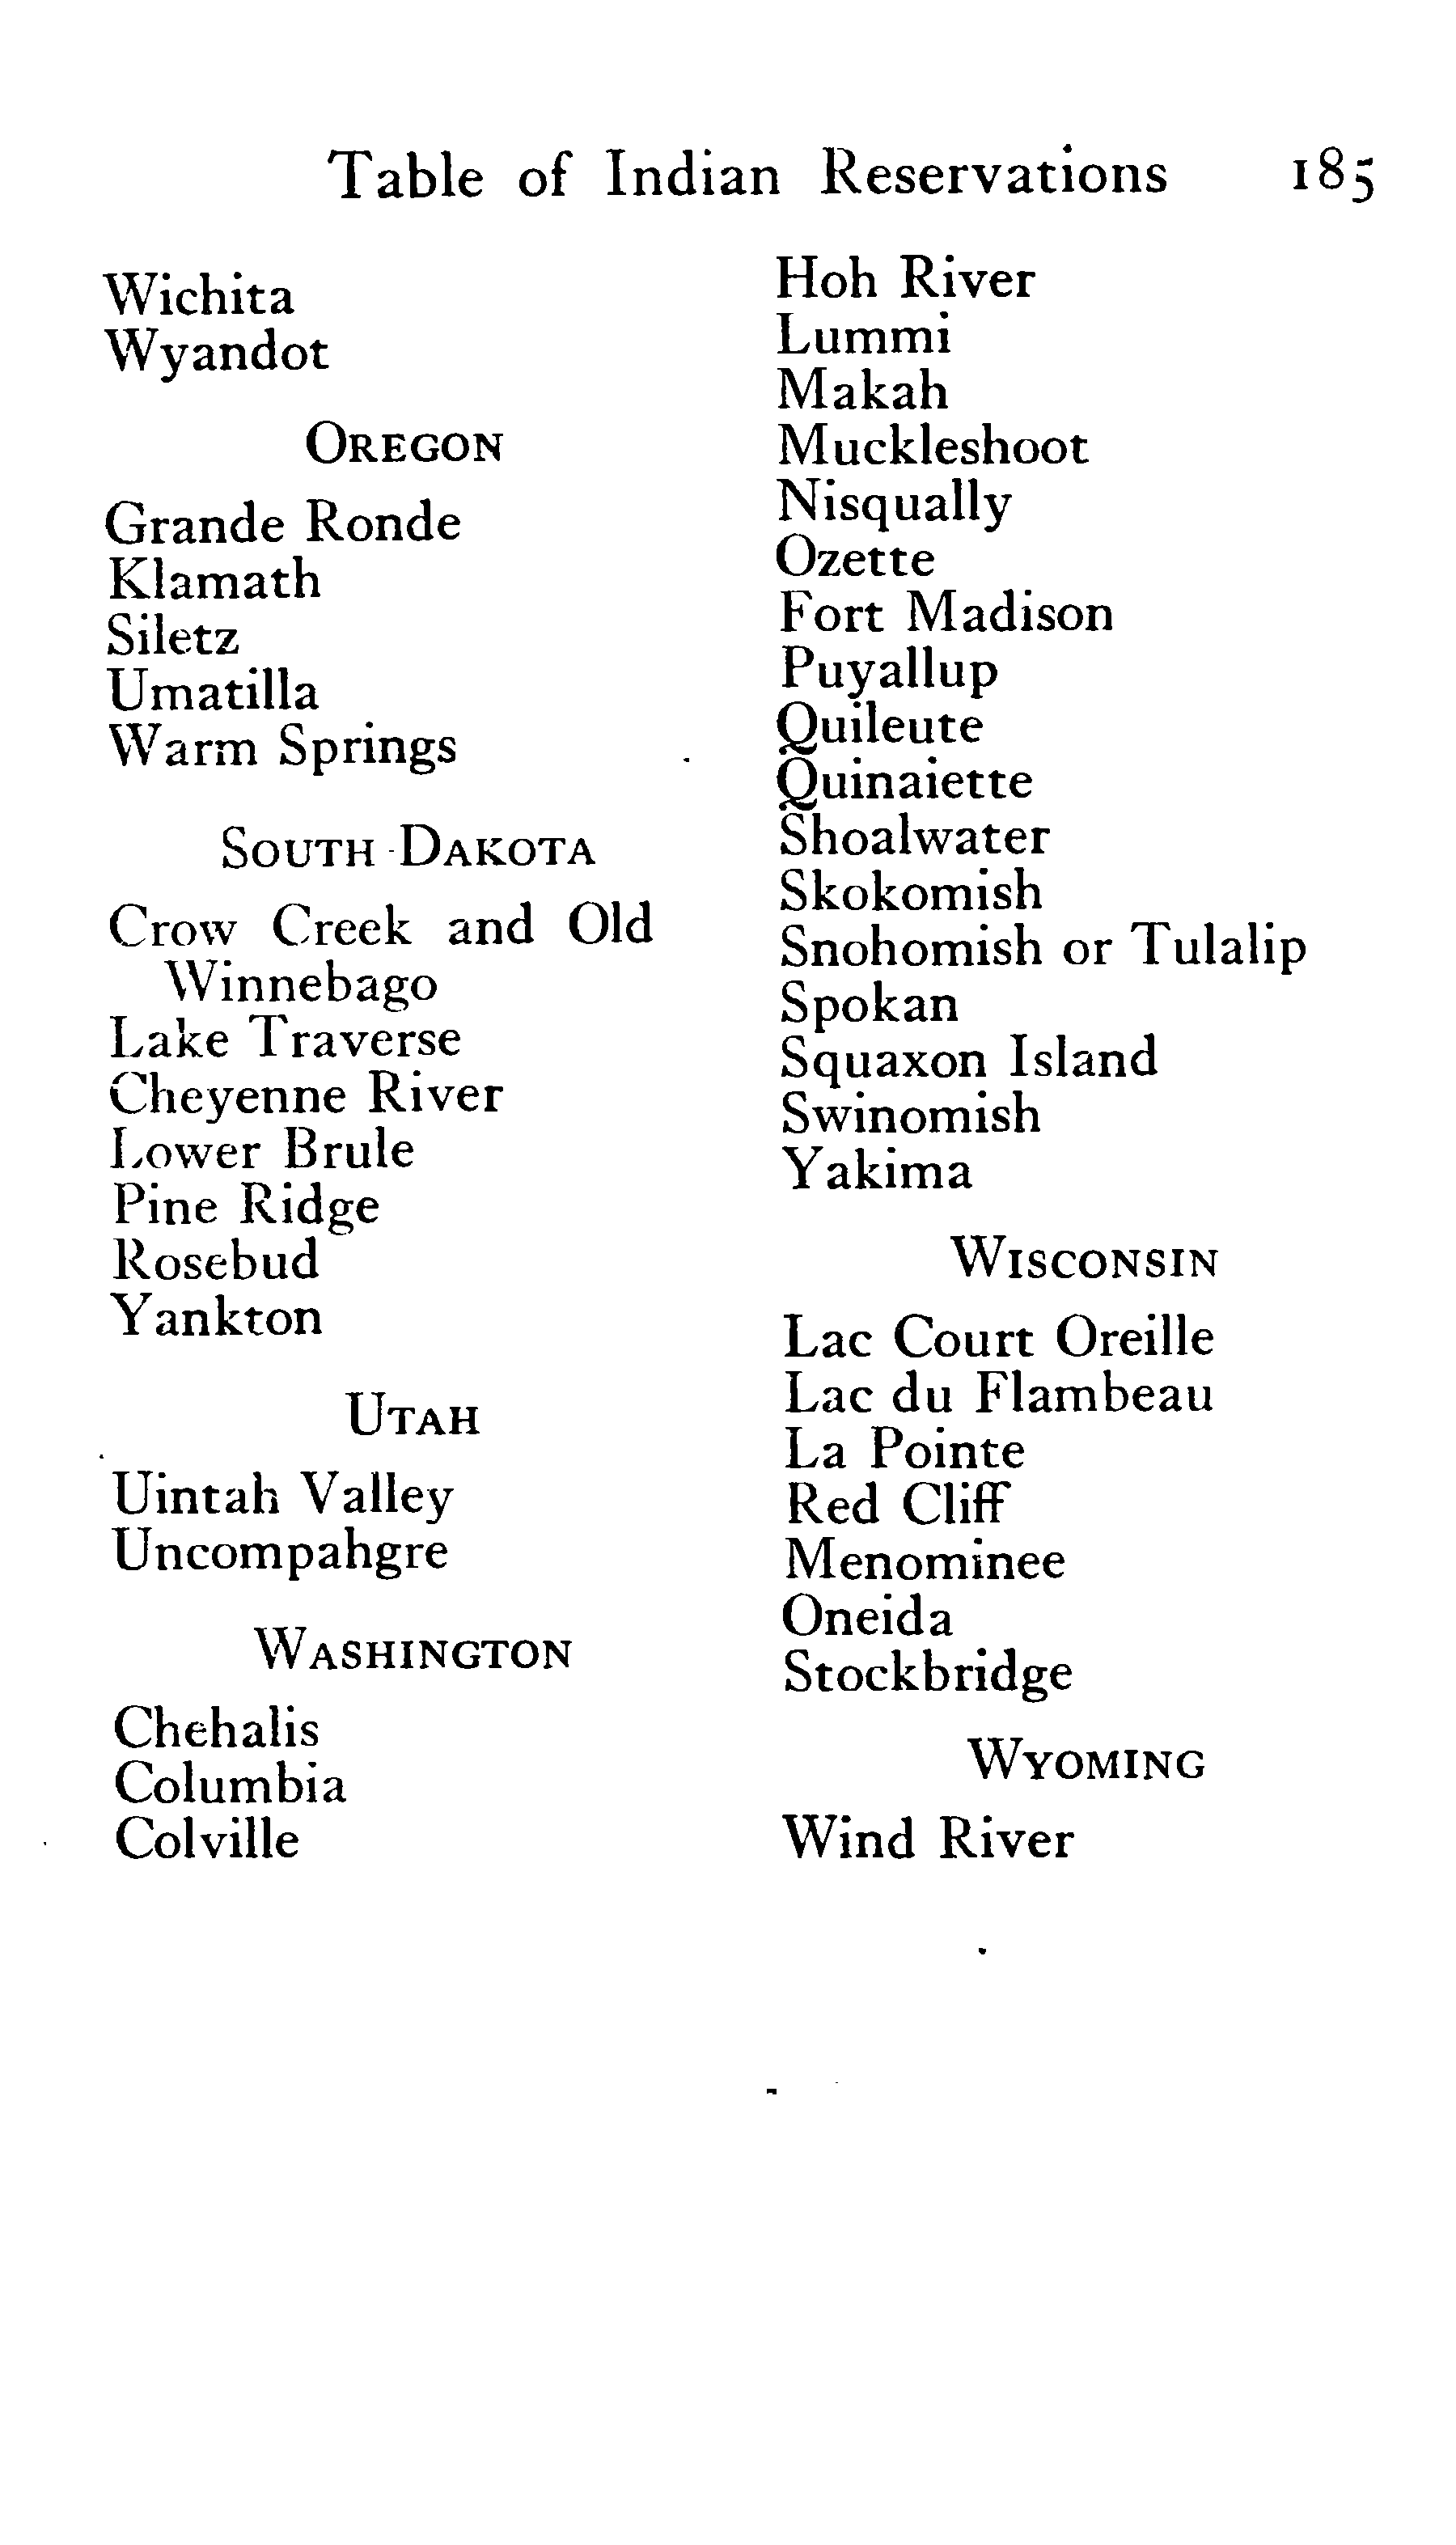 Table of Indian Reservations 185
Wichita
Wyandot
OREGON
Grande Ronde
Klamath
Siletz
Umatilla
Warm Springs
SOUTH DAKOTA
Crow Creek and Old
Winnebago
Lake Traverse
Cheyenne River
Lower Brule
Pine Ridge
Rosebud
Yankton
UTAH
Uintah Valley
Uncompahgre
WASHINGTON
Chehalis
Columbia
Colville
Hoh River
Lummi
Makah
Muckleshoot
Nisqually
Ozette
Fort Madison
Puyallup
Quileute
Quinaiette
Shoalwater
Skokomish
Snohomish or Tulalip
Spokan
Squaxon Island
Swinomish
Yakima
WISCONSIN
Lac Court Oreille
Lac du Flambeau
La Pointe
Red Cliff
Menominee
Oneida
Stockbridge
WYOMING
Wind River